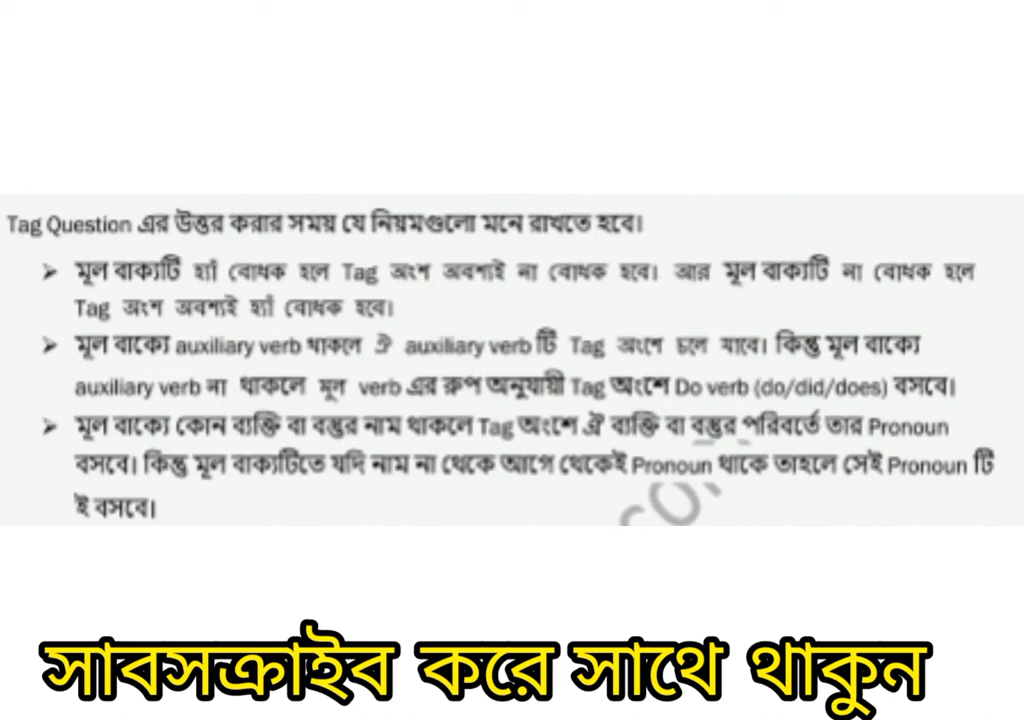 Tag Question এর উত্তর করার সময় যে নিয়মগুলো মনে রাখতে হবে।
➤ মূল বাক্যটি হ্যাঁ বোধক হলে Tag অংশ অবশ্যই না বোধক হবে। আর মূল বাক্যটি না বোধক হলে
Tag অংশ অবশ্যই হ্যাঁ বোধক হবে।
➤ মূল বাক্যে auxiliary verb থাকলে ঐ auxiliary verb টি Tag অংশে চলে যাবে। কিন্তু মূল বাক্যে
auxiliary verb না থাকলে মূল verb এর রুপ অনুযায়ী Tag অংশে Do verb (do/did/does) বসবে।
➤ মূল বাক্যে কোন ব্যক্তি বা বস্তুর নাম থাকলে Tag অংশে ঐ ব্যক্তি বা বস্তুর পরিবর্তে তার Pronoun
বসবে। কিন্তু মূল বাক্যটিতে যদি নাম না থেকে আগে থেকেই Pronoun থাকে তাহলে সেই Pronoun টি
ই বসবে।
সাবসক্রাইব করে সাথে থাকুন